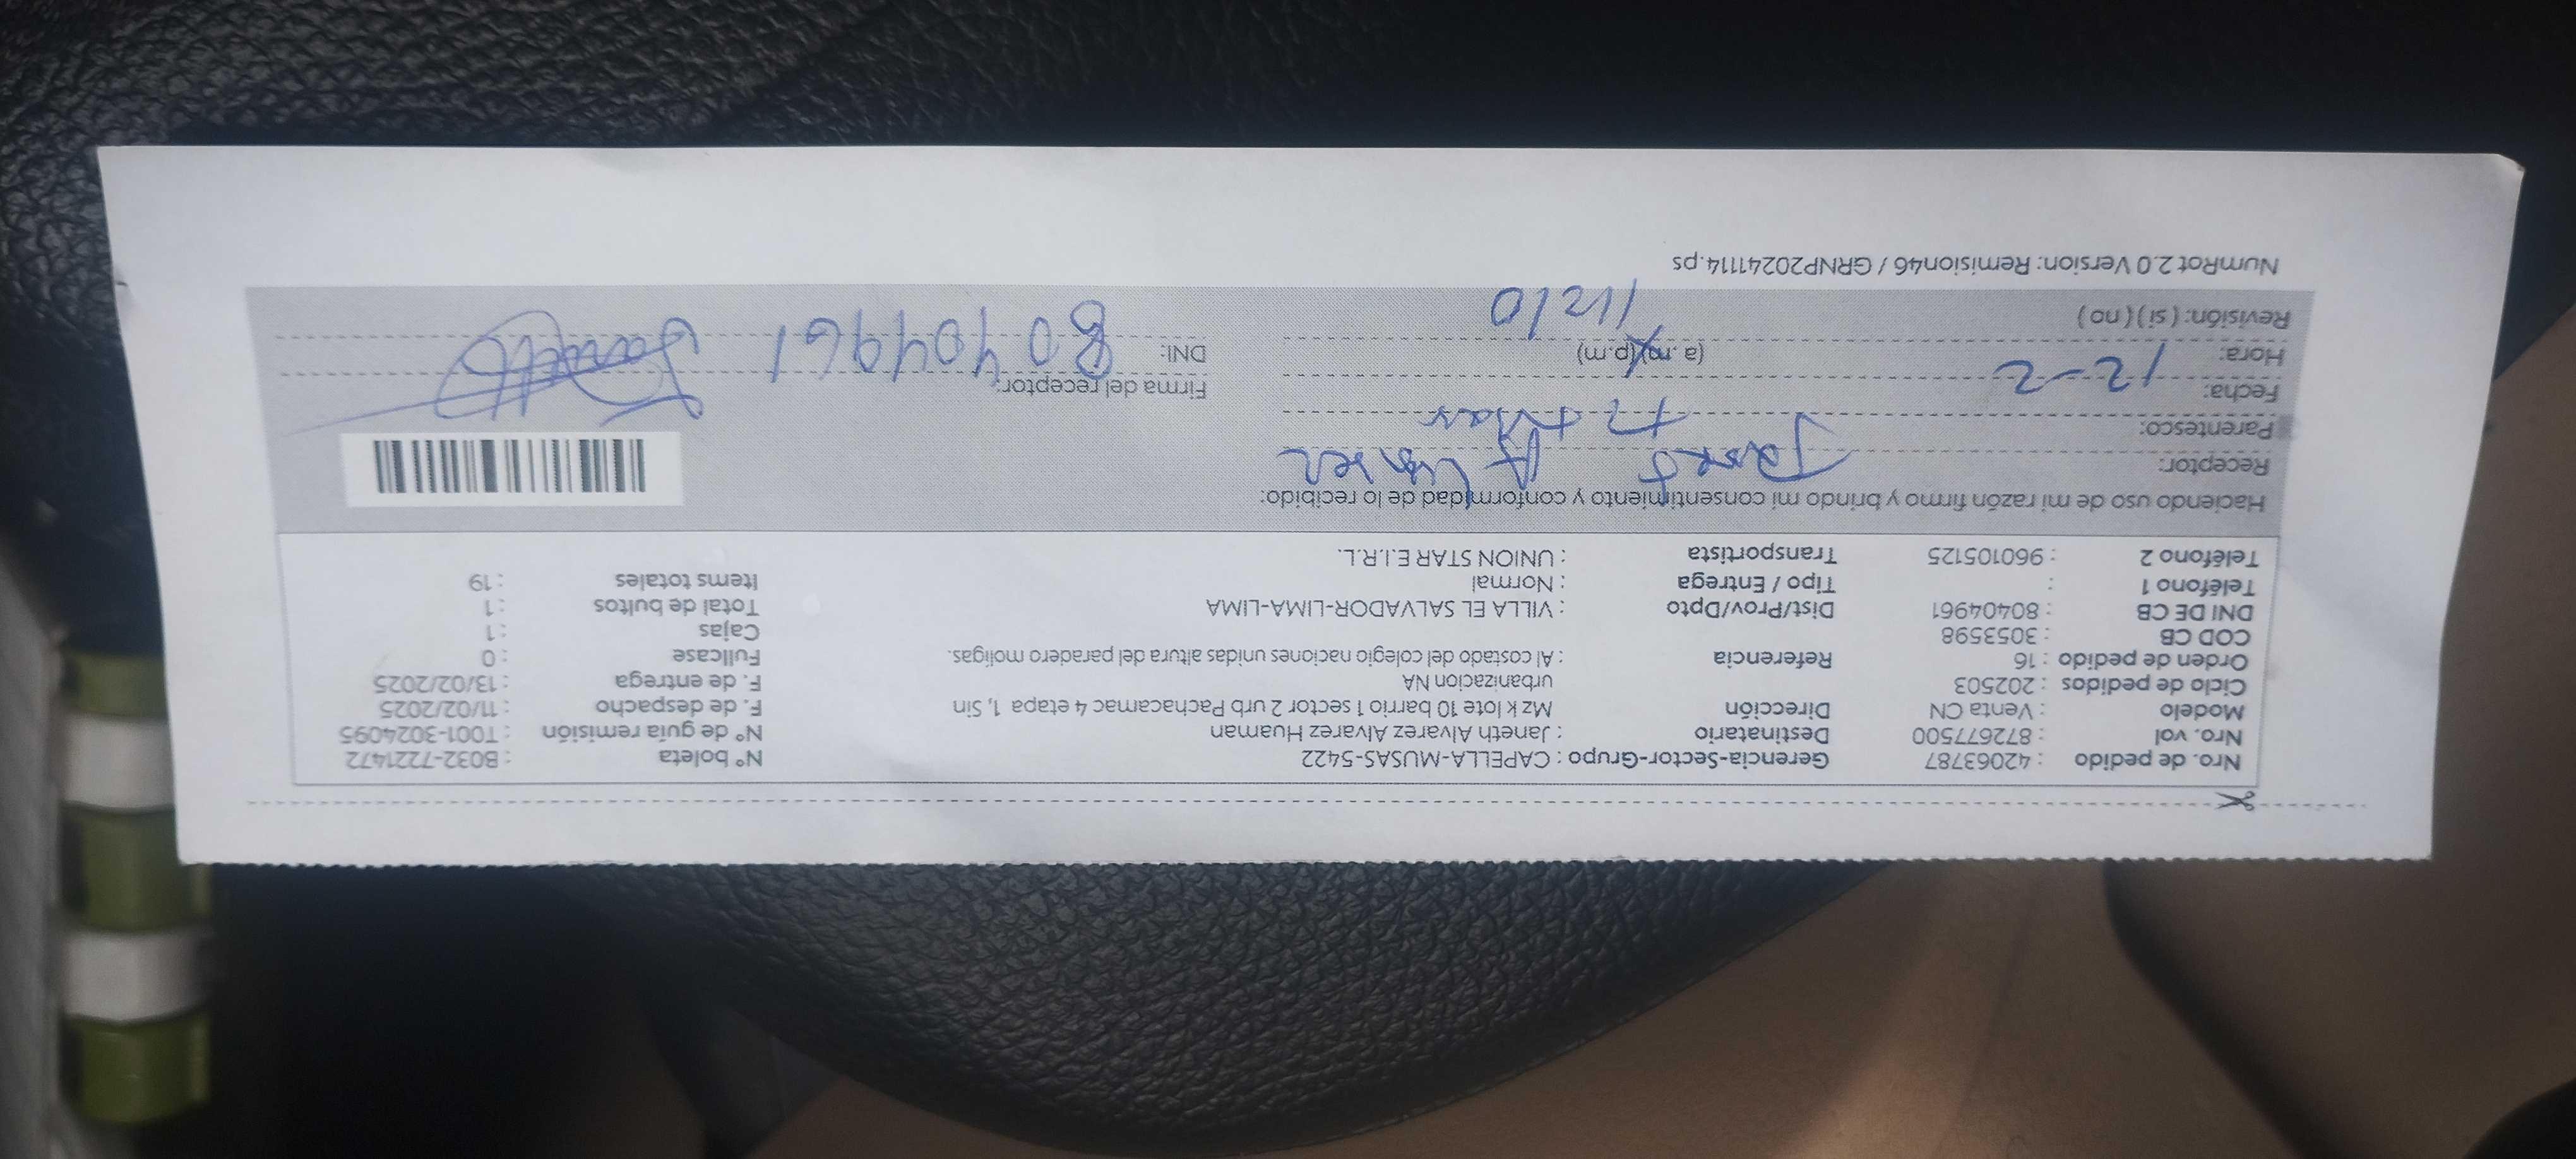 Nro. de pedido : 42063787 Gerencia-Sector-Grupo : CAPELLA-MUSAS-5422 N° boleta : B032-7221472
Nro. vol : 872677500 Destinatario : Janeth Alvarez Alvarez Huaman N° de guía remisión : T001-3024095
Modelo : Venta CN Dirección Mz k lote 10 barrio 1 sector 2 urb Pachacamac 4 etapa 1, Sin F. de despacho : 11/02/2025
Ciclo de pedidos : 202503 urbanizacion NA F. de entrega : 13/02/2025
Orden de pedido : 16 Referencia : Al costado del colegio naciones unidas altura del paradero moligas. Fullcase : 0
COD CB : 3053598 Cajas : 1
DNI DE CB : 80404961 Dist/Prov/Dpto : VILLA EL SALVADOR-LIMA-LIMA Total de bultos : 1
Teléfono 1 : Tipo / Entrega : Normal Items totales : 19
Teléfono 2 : 960105125 Transportista : UNION STAR E.I.R.L.
Haciendo uso de mi razón firmo y brindo mi consentimiento y conformidad de lo recibido:
Receptor:
Parentesco:
Fecha: 12-2 Firma del receptor:
Hora: (a.m)(p.m) DNI: 80404961
Revisión: ( si )( no )
NumRot 2.0 Version: Remision46 / GRNP20241114.ps